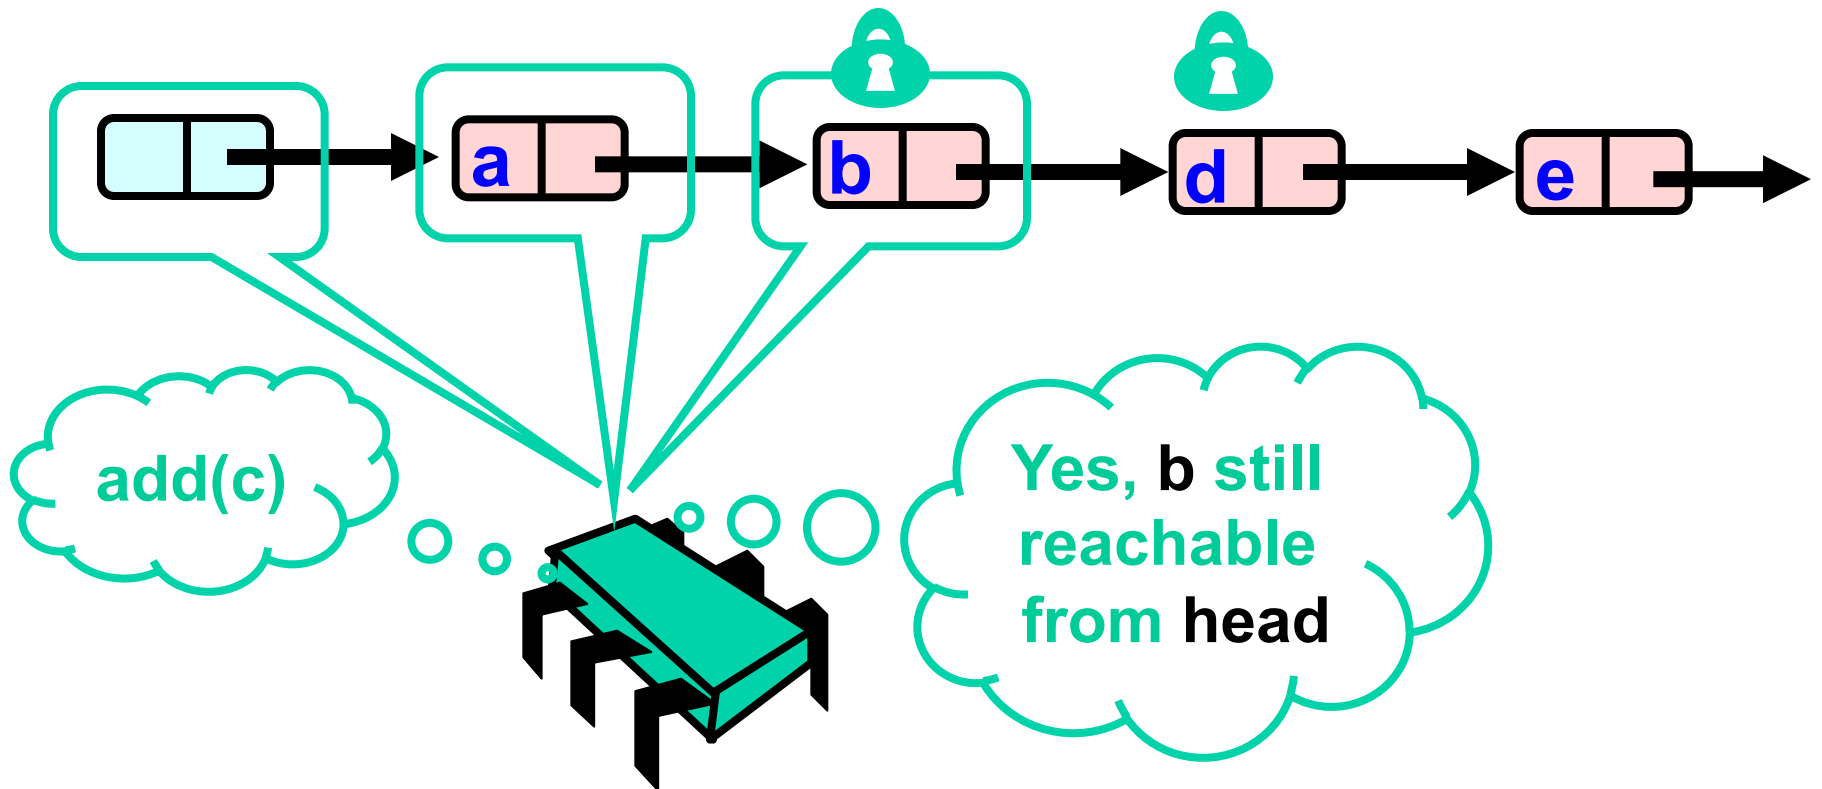 a b d e
add(c)
Yes, b still
reachable
from head